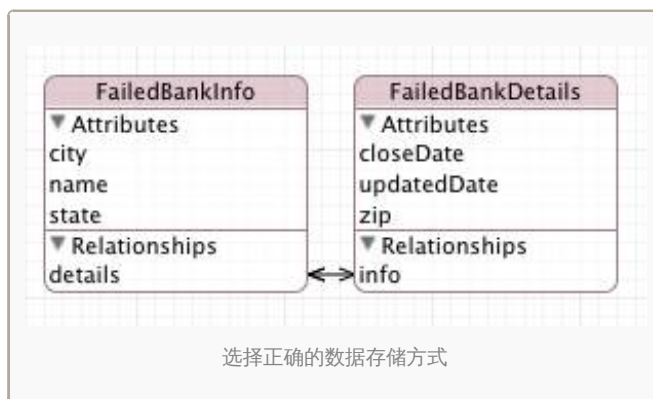 FailedBankInfo
Attributes
city
name
state
Relationships
details
FailedBankDetails
Attributes
closeDate
updatedDate
zip
Relationships
info
选择正确的数据存储方式